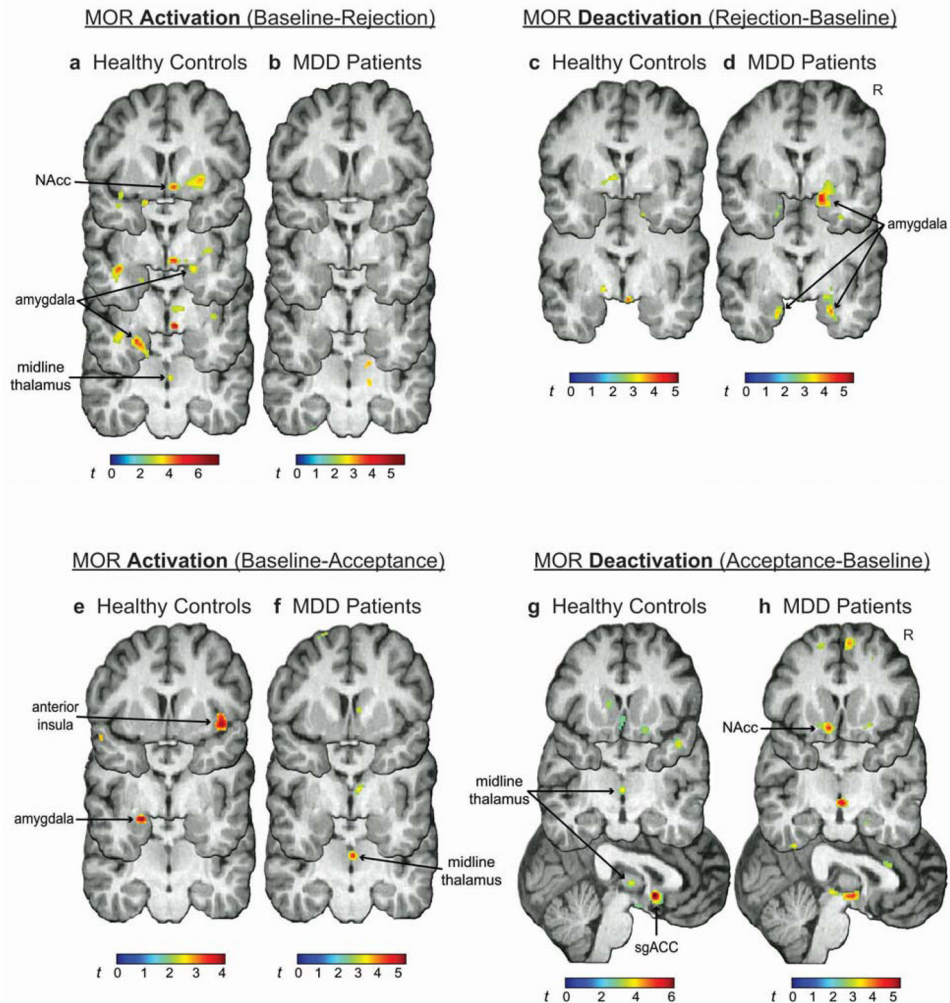 MOR Activation (Baseline-Rejection)
MOR Deactivation (Rejection-Baseline)
a Healthy Controls
b MDD Patients
c Healthy Controls
d MDD Patients
R
NAcc
amygdala
amygdala
midline
thalamus
t 0 1 2 3 4 5
t 0 1 2 3 4 5
t 0 2 4 6
t 0 1 2 3 4 5
MOR Activation (Baseline-Acceptance)
MOR Deactivation (Acceptance-Baseline)
e Healthy Controls
f MDD Patients
g Healthy Controls
h MDD Patients
R
anterior
insula
NAcc
midline
thalamus
amygdala
midline
thalamus
sgACC
t 0 1 2 3 4
t 0 1 2 3 4 5
t 0 2 4 6
t 0 1 2 3 4 5